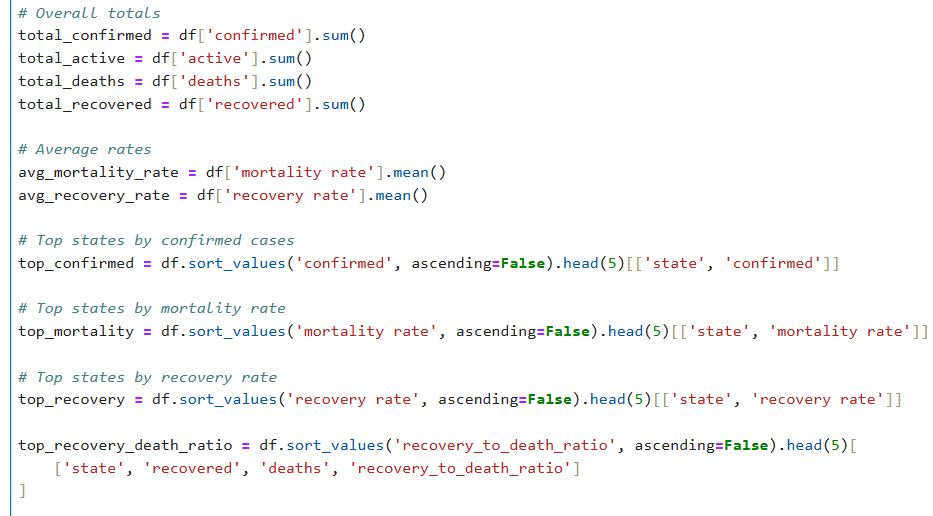 # Overall totals
total_confirmed = df['confirmed'].sum()
total_active = df['active'].sum()
total_deaths = df['deaths'].sum()
total_recovered = df['recovered'].sum()

# Average rates
avg_mortality_rate = df['mortality rate'].mean()
avg_recovery_rate = df['recovery rate'].mean()

# Top states by confirmed cases
top_confirmed = df.sort_values('confirmed', ascending=False).head(5)[['state', 'confirmed']]

# Top states by mortality rate
top_mortality = df.sort_values('mortality rate', ascending=False).head(5)[['state', 'mortality rate']]

# Top states by recovery rate
top_recovery = df.sort_values('recovery rate', ascending=False).head(5)[['state', 'recovery rate']]

top_recovery_death_ratio = df.sort_values('recovery_to_death_ratio', ascending=False).head(5)[
    ['state', 'recovered', 'deaths', 'recovery_to_death_ratio']
]